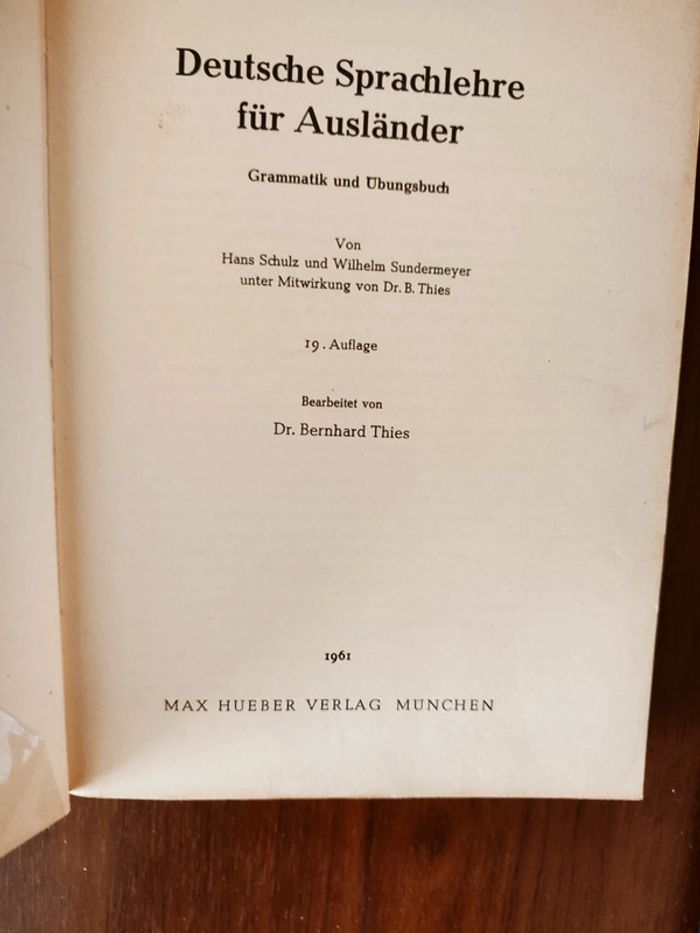 Deutsche Sprachlehre
für Ausländer
Grammatik und Übungsbuch
Von
Hans Schulz und Wilhelm Sundermeyer
unter Mitwirkung von Dr. B. Thies
19. Auflage
Bearbeitet von
Dr. Bernhard Thies
1961
MAX HUEBER VERLAG MÜNCHEN